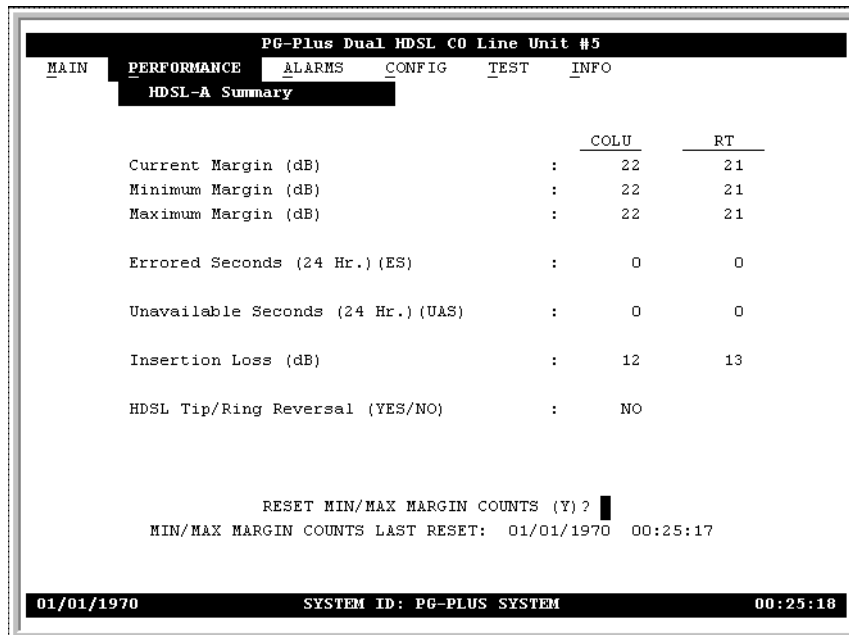 PG-Plus Dual HDSL CO Line Unit #5
MAIN PERFORMANCE ALARMS CONFIG TEST INFO
HDSL-A Summary
COLU RT
Current Margin (dB) : 22 21
Minimum Margin (dB) : 22 21
Maximum Margin (dB) : 22 21
Errored Seconds (24 Hr.)(ES) : 0 0
Unavailable Seconds (24 Hr.)(UAS) : 0 0
Insertion Loss (dB) : 12 13
HDSL Tip/Ring Reversal (YES/NO) : NO
RESET MIN/MAX MARGIN COUNTS (Y)?
MIN/MAX MARGIN COUNTS LAST RESET: 01/01/1970 00:25:17
01/01/1970 SYSTEM ID: PG-PLUS SYSTEM 00:25:18